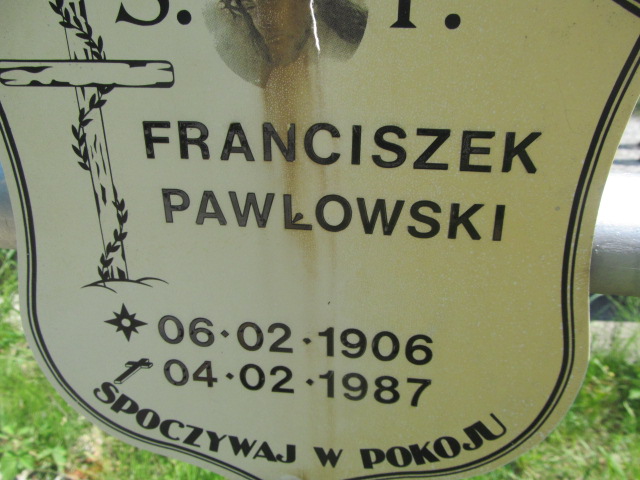 Ś. P.
FRANCISZEK
PAWŁOWSKI
06·02·1906
04·02·1987
SPOCZYWAJ W POKOJU